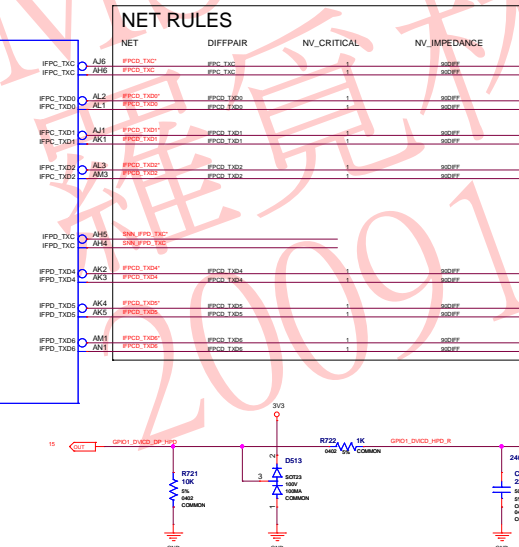 NET RULES
NET DIFFPAIR NV_CRITICAL NV_IMPEDANCE
IFPC_TXC AJ6 IFPCD_TXC* IFPC_TXC 1 90DIFF
IFPC_TXC AH6 IFPCD_TXC IFPC_TXC 1 90DIFF
IFPC_TXD0 AL2 IFPCD_TXD0* IFPCD_TXD0 1 90DIFF
IFPC_TXD0 AL1 IFPCD_TXD0 IFPCD_TXD0 1 90DIFF
IFPC_TXD1 AJ1 IFPCD_TXD1* IFPCD_TXD1 1 90DIFF
IFPC_TXD1 AK1 IFPCD_TXD1 IFPCD_TXD1 1 90DIFF
IFPC_TXD2 AL3 IFPCD_TXD2* IFPCD_TXD2 1 90DIFF
IFPC_TXD2 AM3 IFPCD_TXD2 IFPCD_TXD2 1 90DIFF
IFPD_TXC AH5 SNN_IFPD_TXC*
IFPD_TXC AH4 SNN_IFPD_TXC
IFPD_TXD4 AK2 IFPCD_TXD4* IFPCD_TXD4 1 90DIFF
IFPD_TXD4 AK3 IFPCD_TXD4 IFPCD_TXD4 1 90DIFF
IFPD_TXD5 AK4 IFPCD_TXD5* IFPCD_TXD5 1 90DIFF
IFPD_TXD5 AK5 IFPCD_TXD5 IFPCD_TXD5 1 90DIFF
IFPD_TXD6 AM1 IFPCD_TXD6* IFPCD_TXD6 1 90DIFF
IFPD_TXD6 AN1 IFPCD_TXD6 IFPCD_TXD6 1 90DIFF
3V3
15 OUT GPIO1_DVICD_DP_HPD
R722 1K GPIO1_DVICD_HPD_R
0402 5% COMMON
R721
10K
5%
0402
COMMON
2
3
1
D513
SOT23
100V
100MA
COMMON
GND
GND
GND
20091